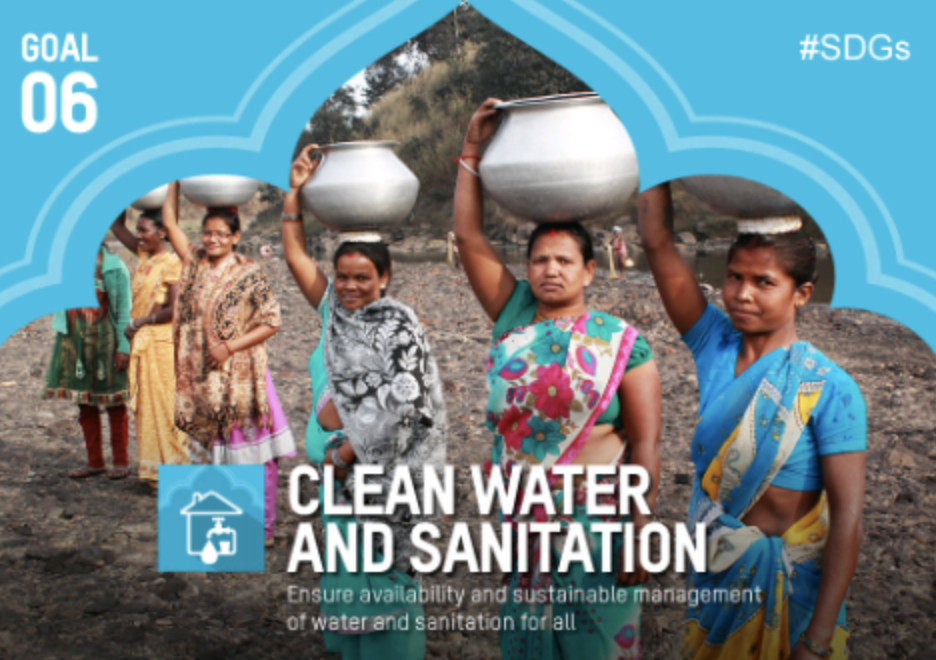 GOAL
06
#SDGs
CLEAN WATER
AND SANITATION
Ensure availability and sustainable management
of water and sanitation for all